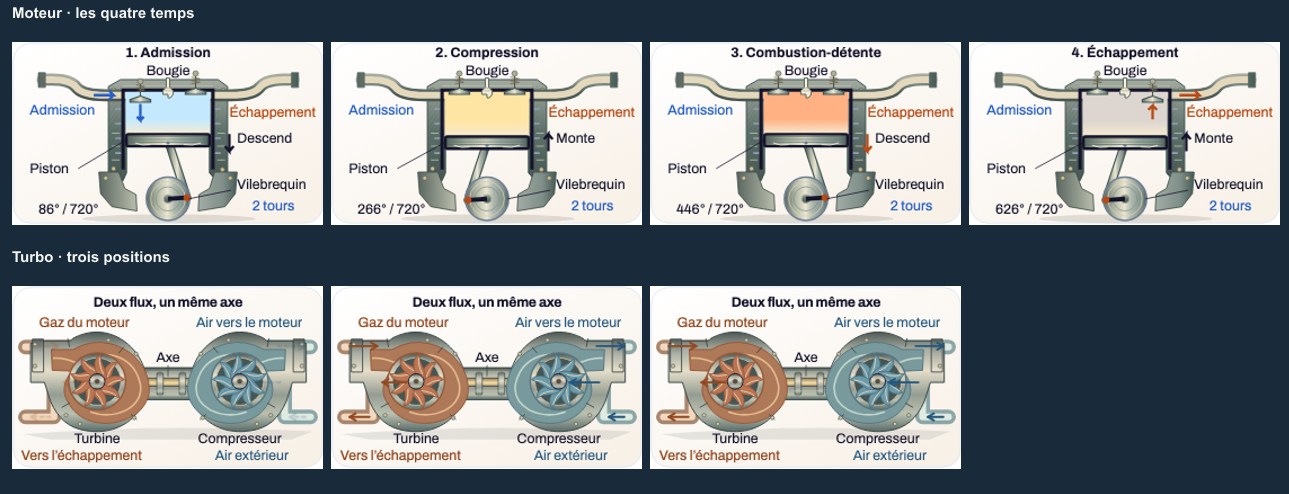 Moteur · les quatre temps
1. Admission
Bougie
Admission
Échappement
Descend
Piston
Vilebrequin
86° / 720°
2 tours
2. Compression
Bougie
Admission
Échappement
Monte
Piston
Vilebrequin
266° / 720°
2 tours
3. Combustion-détente
Bougie
Admission
Échappement
Descend
Piston
Vilebrequin
446° / 720°
2 tours
4. Échappement
Bougie
Admission
Échappement
Monte
Piston
Vilebrequin
626° / 720°
2 tours
Turbo · trois positions
Deux flux, un même axe
Gaz du moteur
Air vers le moteur
Axe
Turbine
Compresseur
Vers l’échappement
Air extérieur
Deux flux, un même axe
Gaz du moteur
Air vers le moteur
Axe
Turbine
Compresseur
Vers l’échappement
Air extérieur
Deux flux, un même axe
Gaz du moteur
Air vers le moteur
Axe
Turbine
Compresseur
Vers l’échappement
Air extérieur